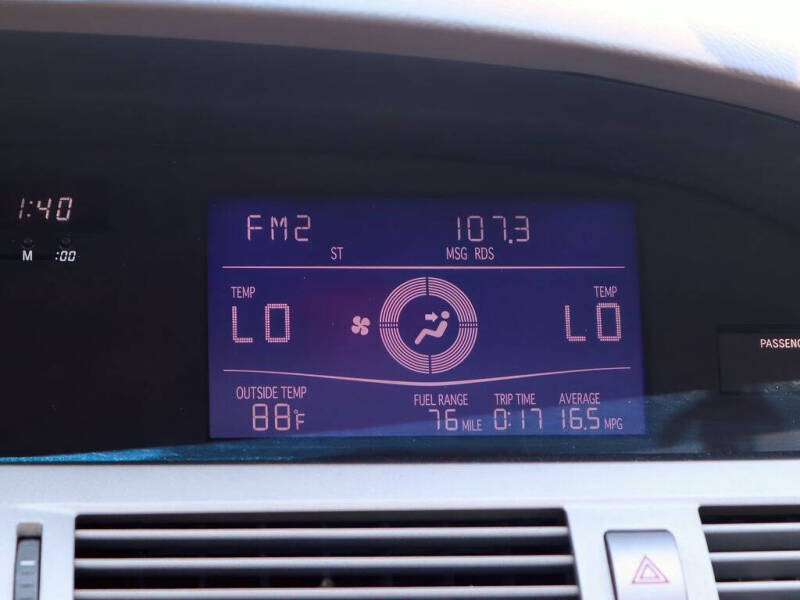 1:40
M :00
FM2 107.3
ST MSG RDS
TEMP TEMP
LO LO
PASSENG
OUTSIDE TEMP FUEL RANGE TRIP TIME AVERAGE
88°F 76 MILE 0:17 16.5 MPG